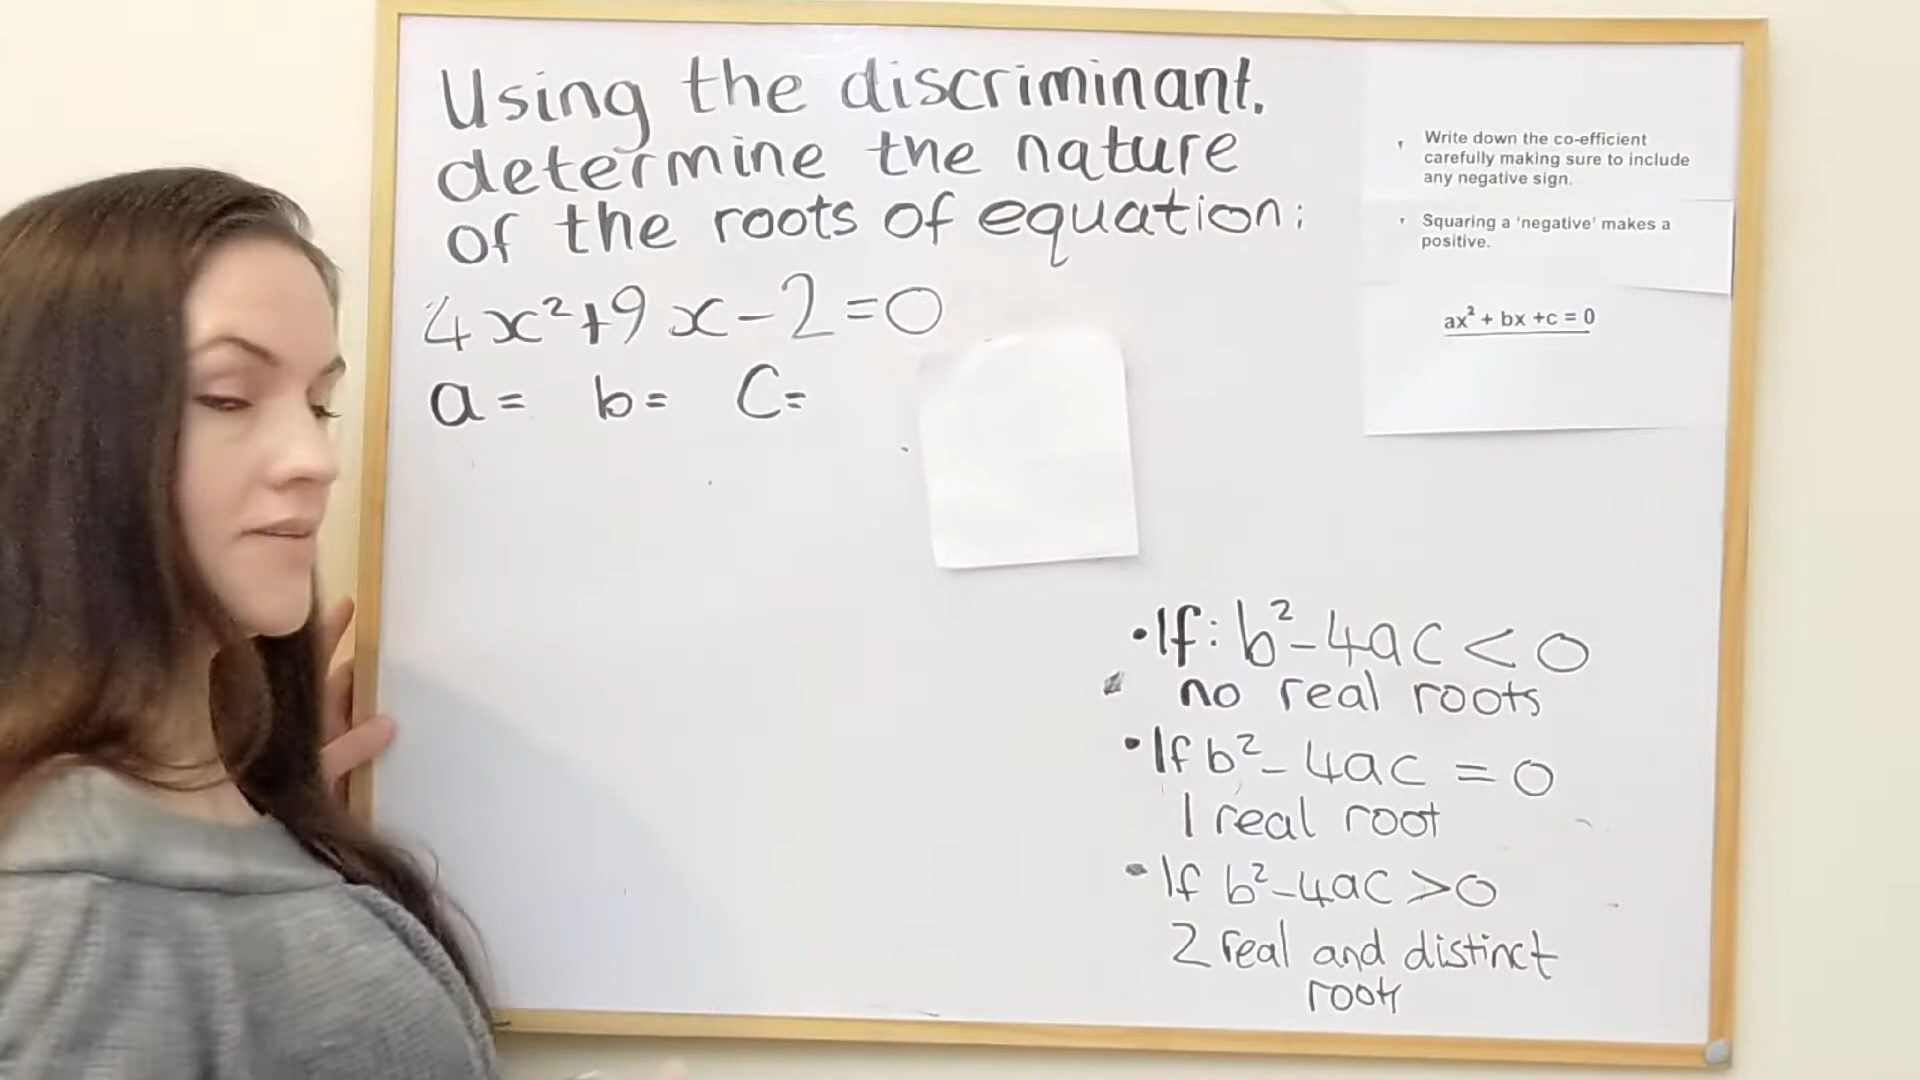 Using the discriminant,
determine the nature
of the roots of equation:
4x²+9x-2=0
a= b= C=
Write down the co-efficient
carefully making sure to include
any negative sign.
Squaring a 'negative' makes a
positive.
ax² + bx +c = 0
• If: b²-4ac < 0
no real roots
• If b²-4ac = 0
1 real root
• If b²-4ac >0
2 real and distinct
roots